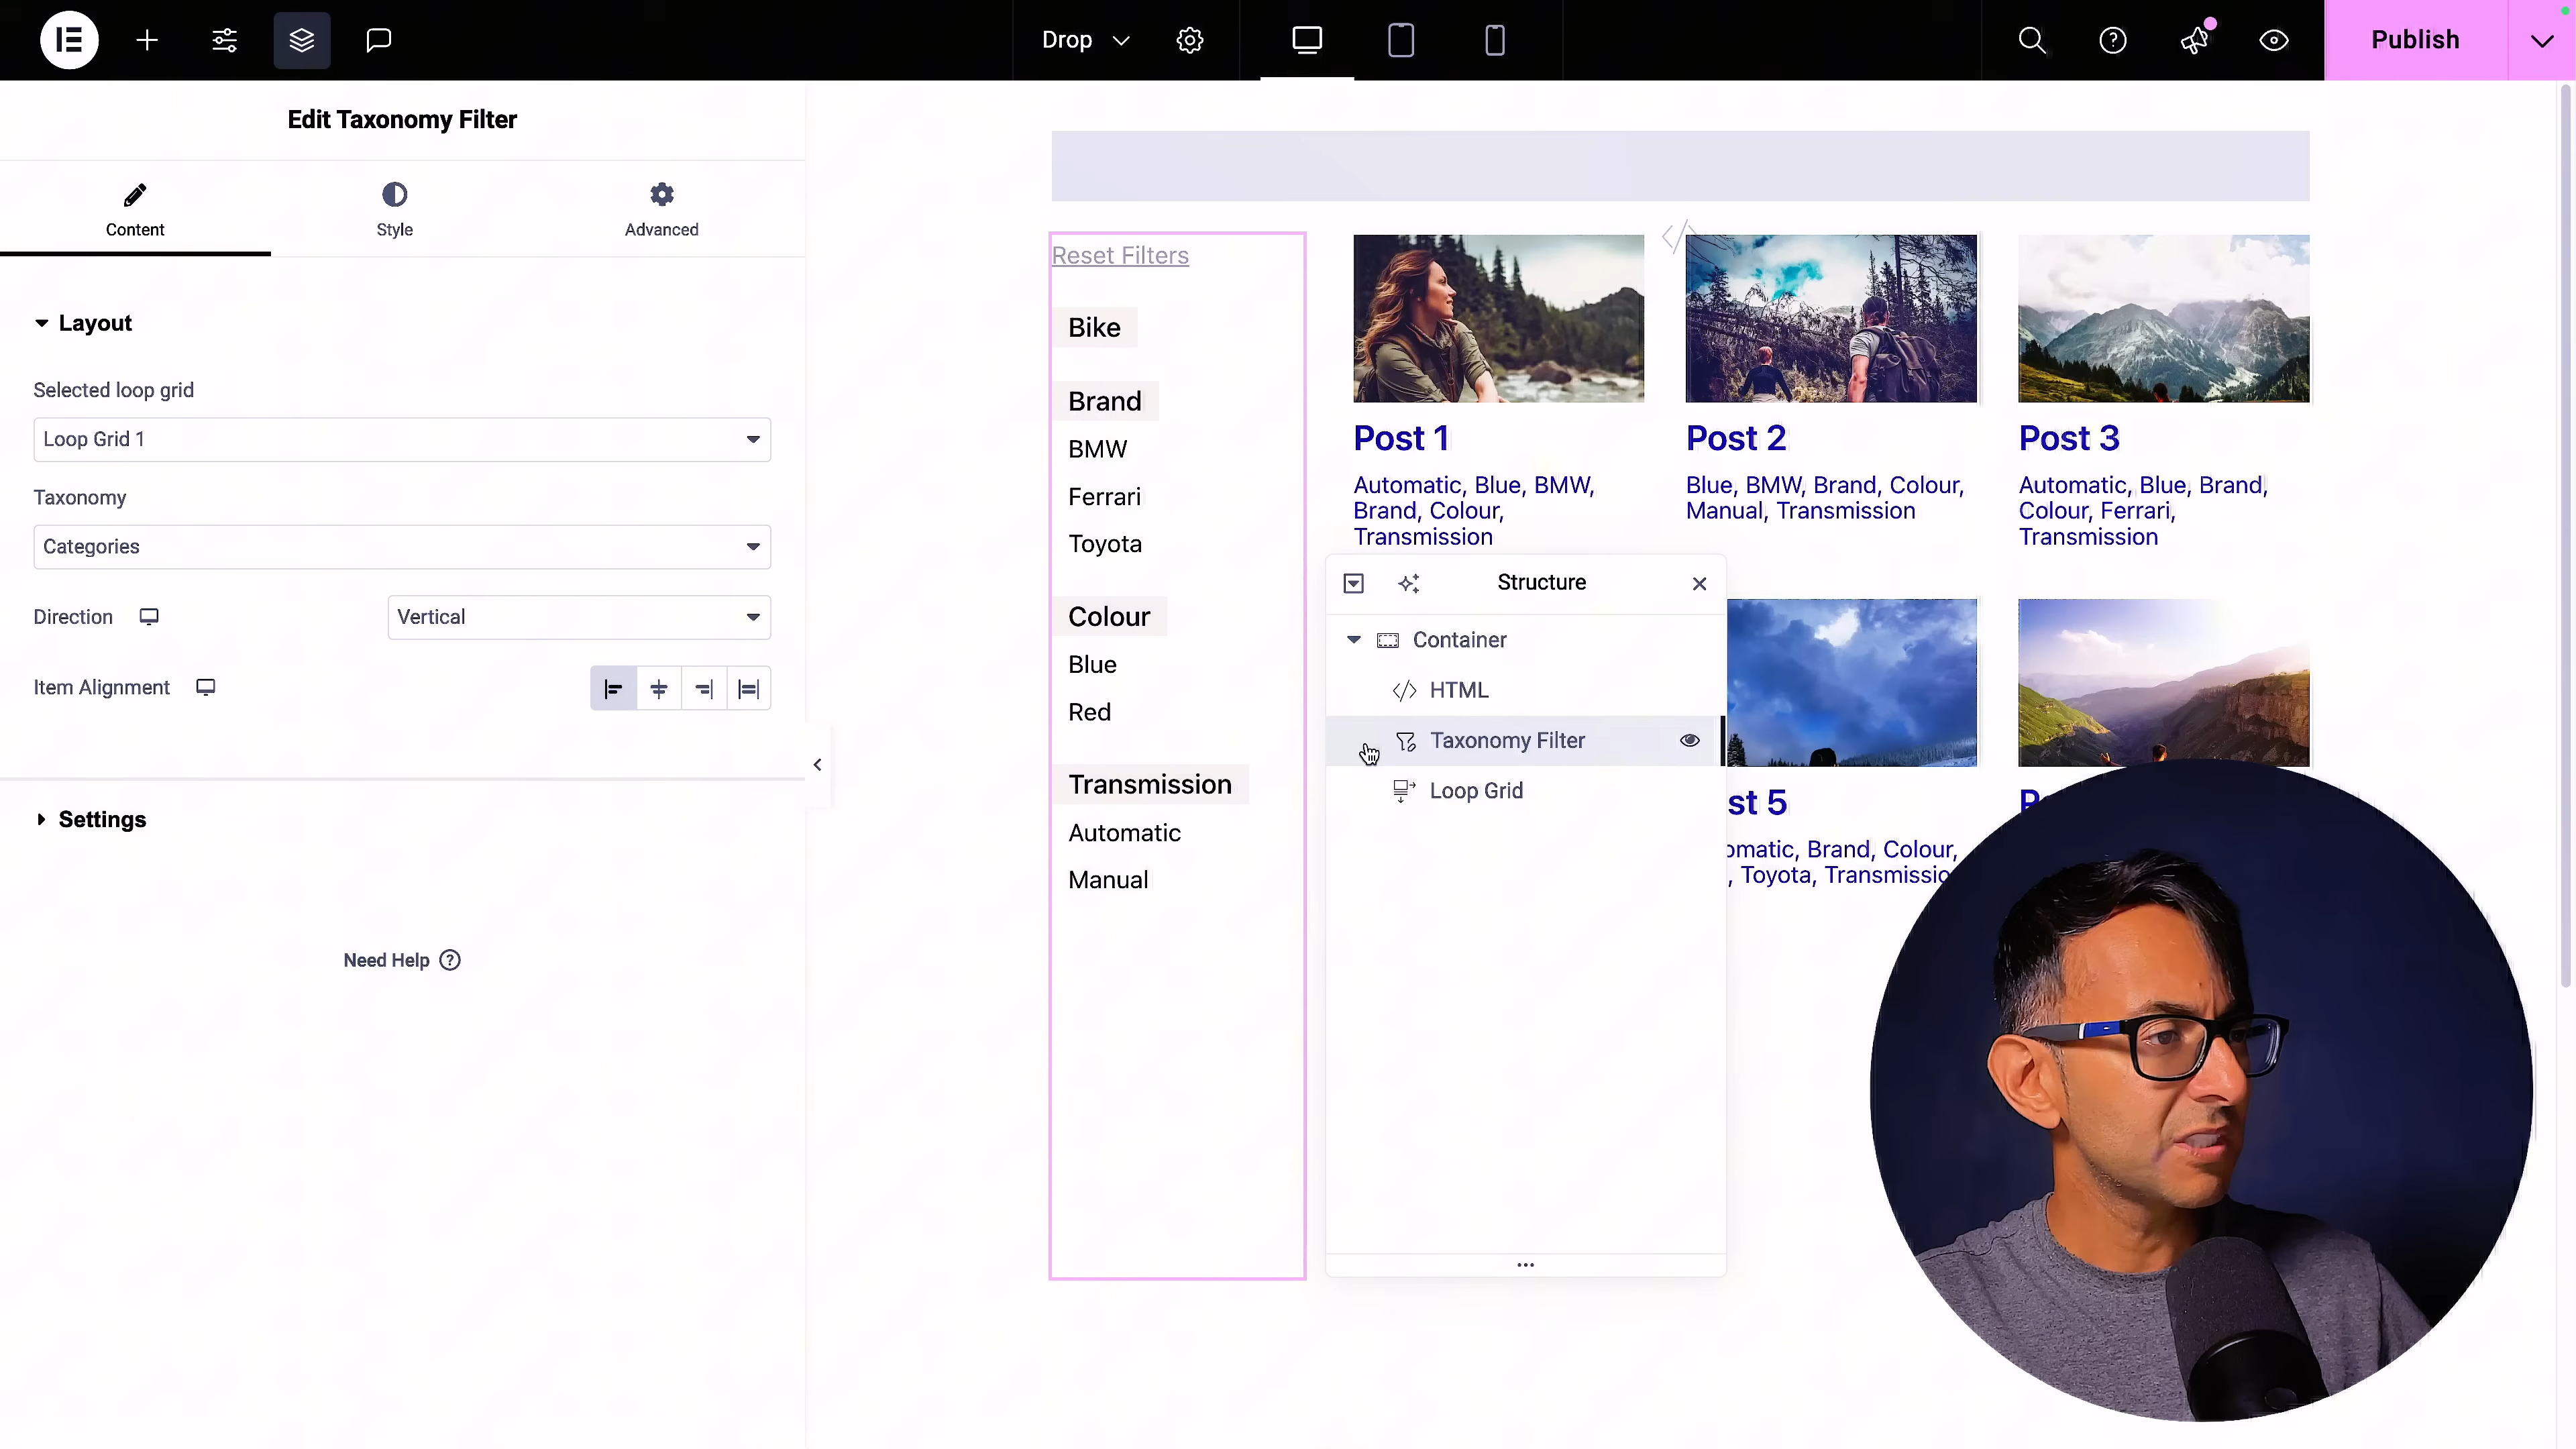 Drop
Publish
Edit Taxonomy Filter
Content
Style
Advanced
Layout
Selected loop grid
Loop Grid 1
Taxonomy
Categories
Direction
Vertical
Item Alignment
Settings
Need Help
Reset Filters
Bike
Brand
BMW
Ferrari
Toyota
Colour
Blue
Red
Transmission
Automatic
Manual
Post 1
Automatic, Blue, BMW,
Brand, Colour,
Transmission
Post 2
Blue, BMW, Brand, Colour,
Manual, Transmission
Post 3
Automatic, Blue, Brand,
Colour, Ferrari,
Transmission
Structure
Container
HTML
Taxonomy Filter
Loop Grid
st 5
omatic, Brand, Colour,
, Toyota, Transmissio